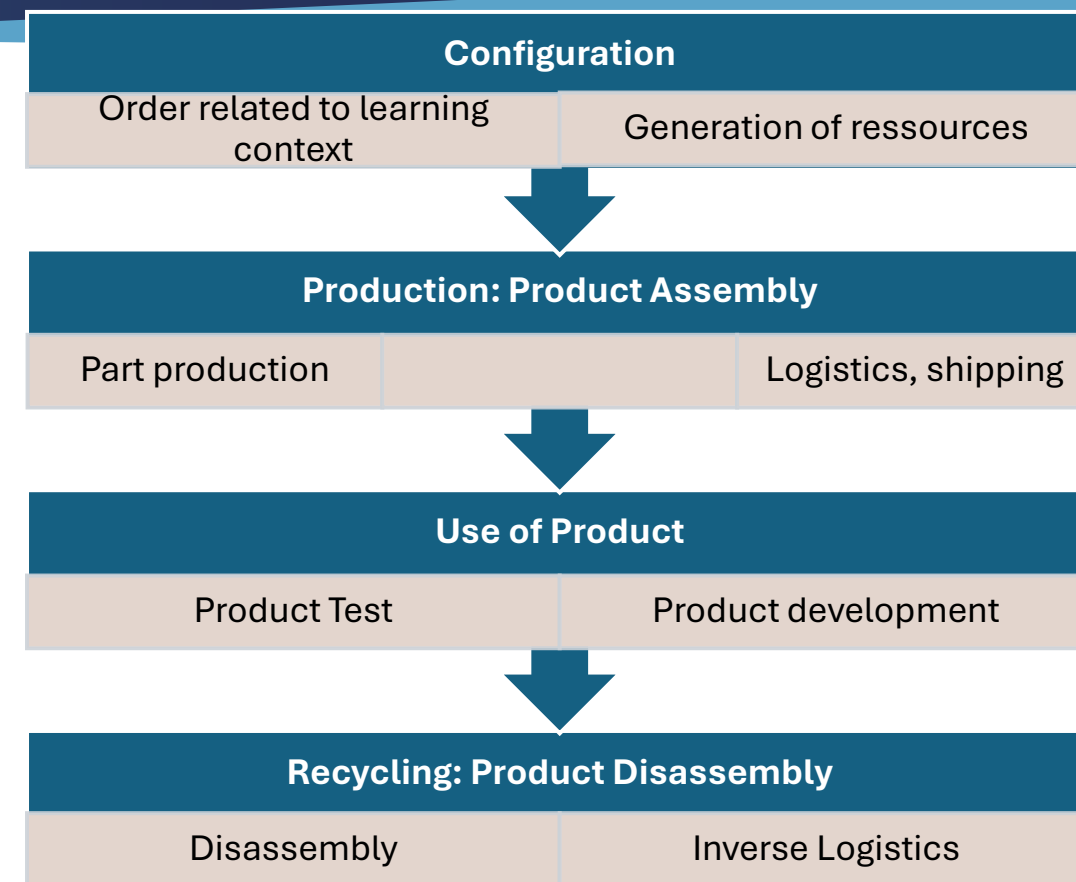 Configuration
Order related to learning
context
Generation of ressources
Production: Product Assembly
Part production
Logistics, shipping
Use of Product
Product Test
Product development
Recycling: Product Disassembly
Disassembly
Inverse Logistics